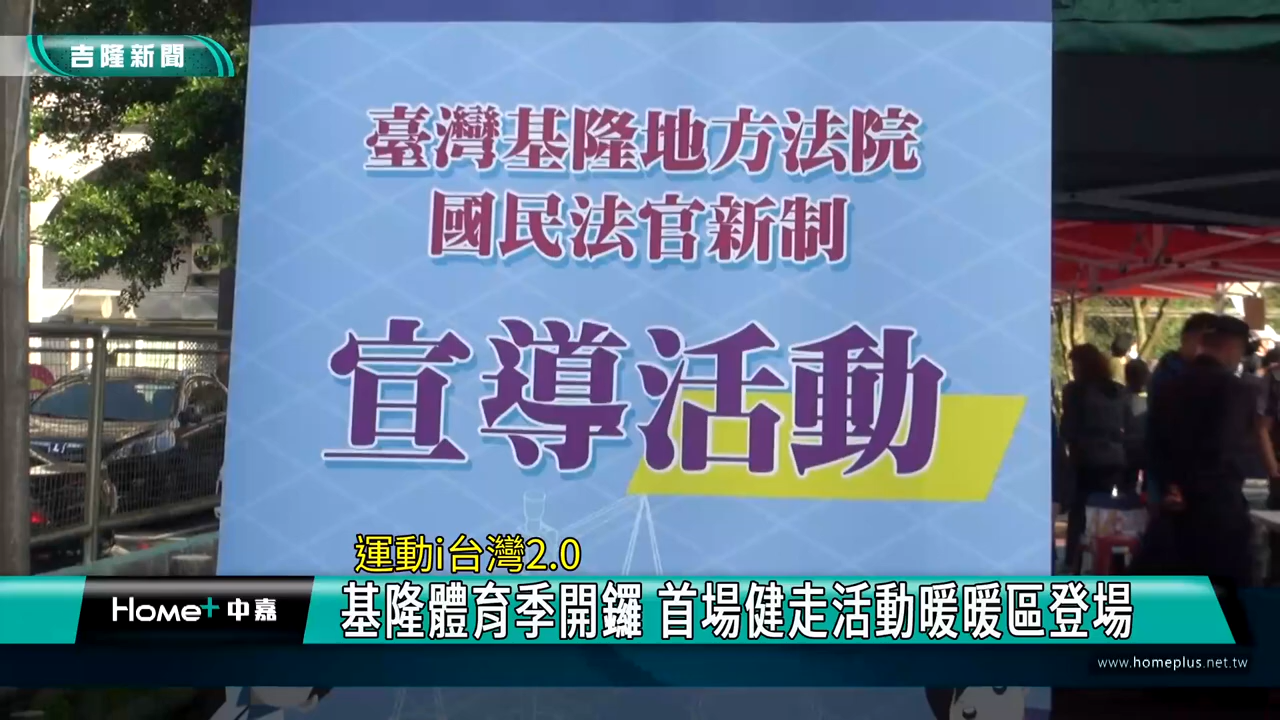 吉隆新聞
臺灣基隆地方法院
國民法官新制
宣導活動
運動i台灣2.0
Home+中嘉
基隆體育季開鑼 首場健走活動暖暖區登場
www.homeplus.net.tw